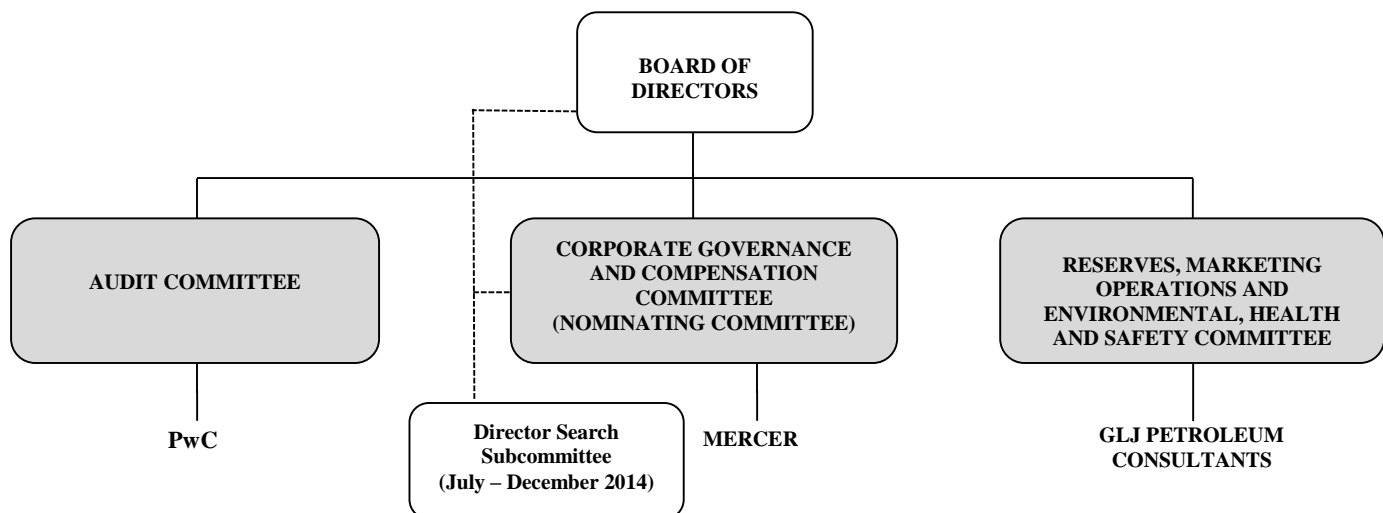 BOARD OF
DIRECTORS
AUDIT COMMITTEE
CORPORATE GOVERNANCE
AND COMPENSATION
COMMITTEE
(NOMINATING COMMITTEE)
RESERVES, MARKETING
OPERATIONS AND
ENVIRONMENTAL, HEALTH
AND SAFETY COMMITTEE
PwC
Director Search
Subcommittee
(July – December 2014)
MERCER
GLJ PETROLEUM
CONSULTANTS